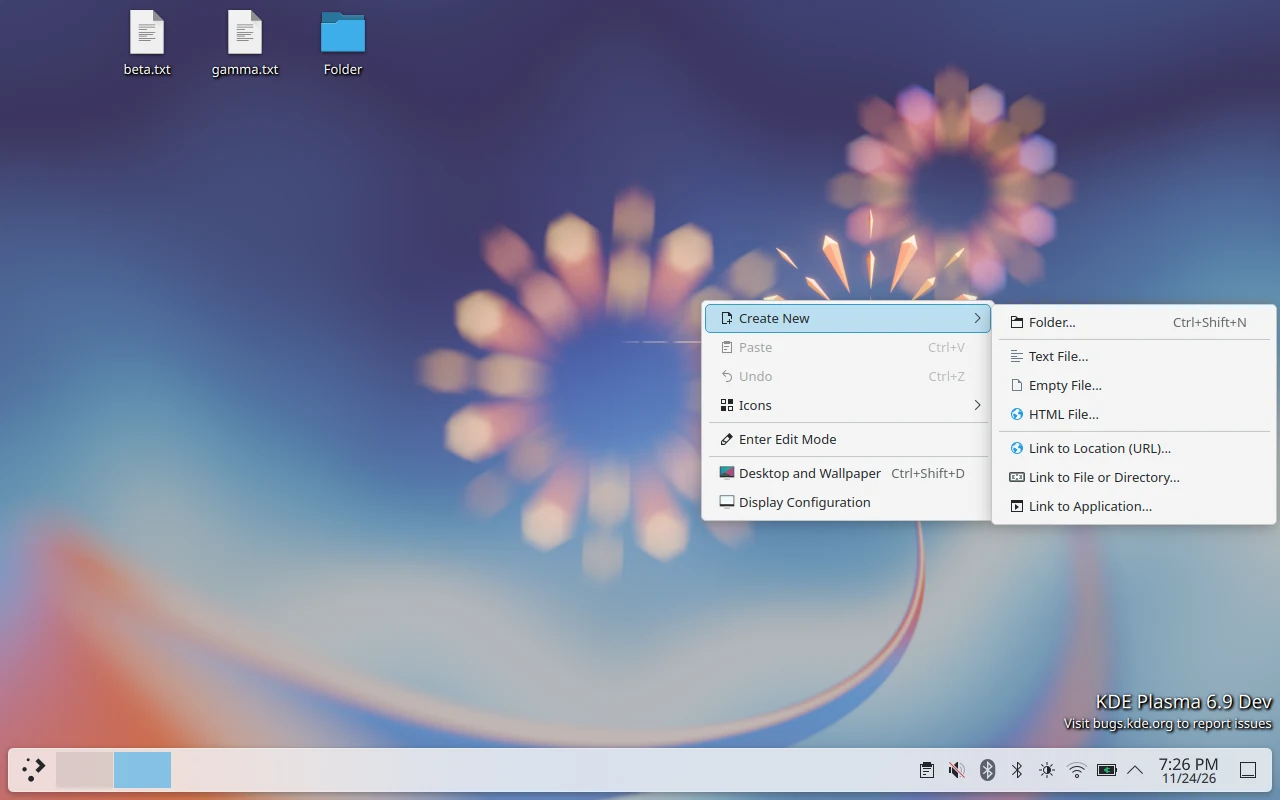 beta.txt
gamma.txt
Folder
Create New
Paste Ctrl+V
Undo Ctrl+Z
Icons
Enter Edit Mode
Desktop and Wallpaper Ctrl+Shift+D
Display Configuration
Folder... Ctrl+Shift+N
Text File...
Empty File...
HTML File...
Link to Location (URL)...
Link to File or Directory...
Link to Application...
KDE Plasma 6.9 Dev
Visit bugs.kde.org to report issues
7:26 PM
11/24/26